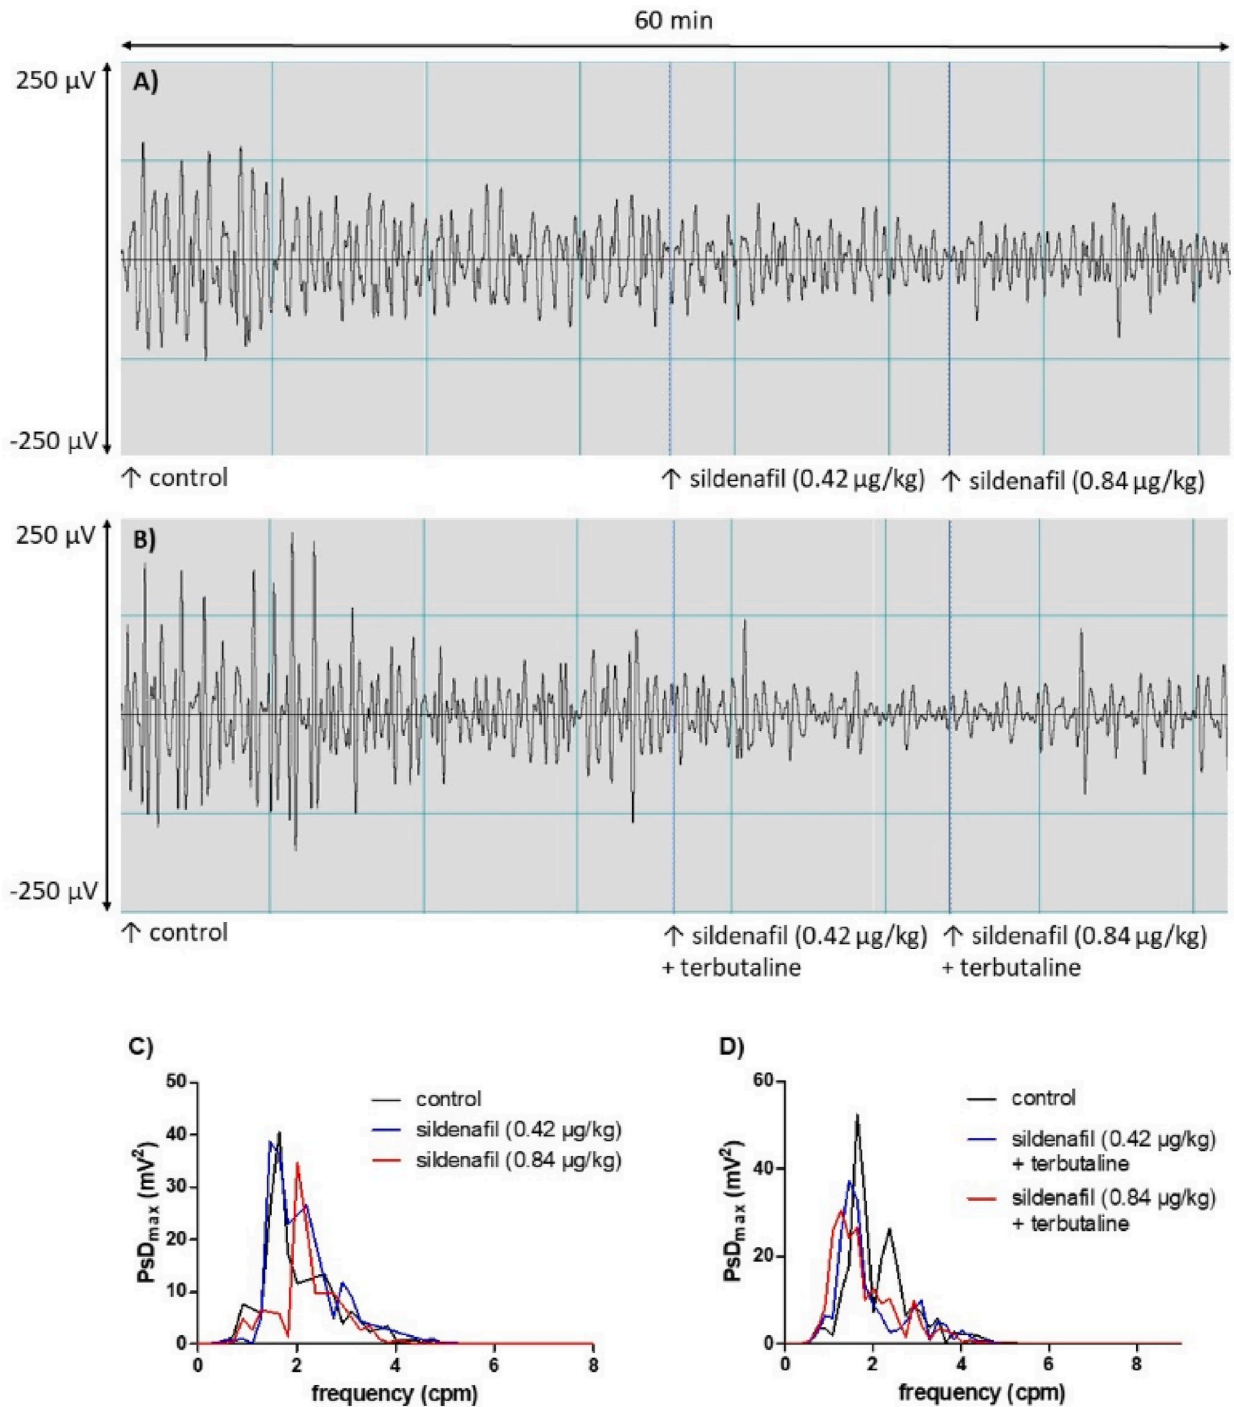 60 min
250 µV
A)
-250 µV
↑ control
↑ sildenafil (0.42 µg/kg)
↑ sildenafil (0.84 µg/kg)
250 µV
B)
-250 µV
↑ control
↑ sildenafil (0.42 µg/kg)
+ terbutaline
↑ sildenafil (0.84 µg/kg)
+ terbutaline
C)
50
40
30
20
10
0
PsDmax (mV²)
0 2 4 6 8
frequency (cpm)
control
sildenafil (0.42 µg/kg)
sildenafil (0.84 µg/kg)
D)
60
40
20
0
PsDmax (mV²)
0 2 4 6 8
frequency (cpm)
control
sildenafil (0.42 µg/kg)
+ terbutaline
sildenafil (0.84 µg/kg)
+ terbutaline